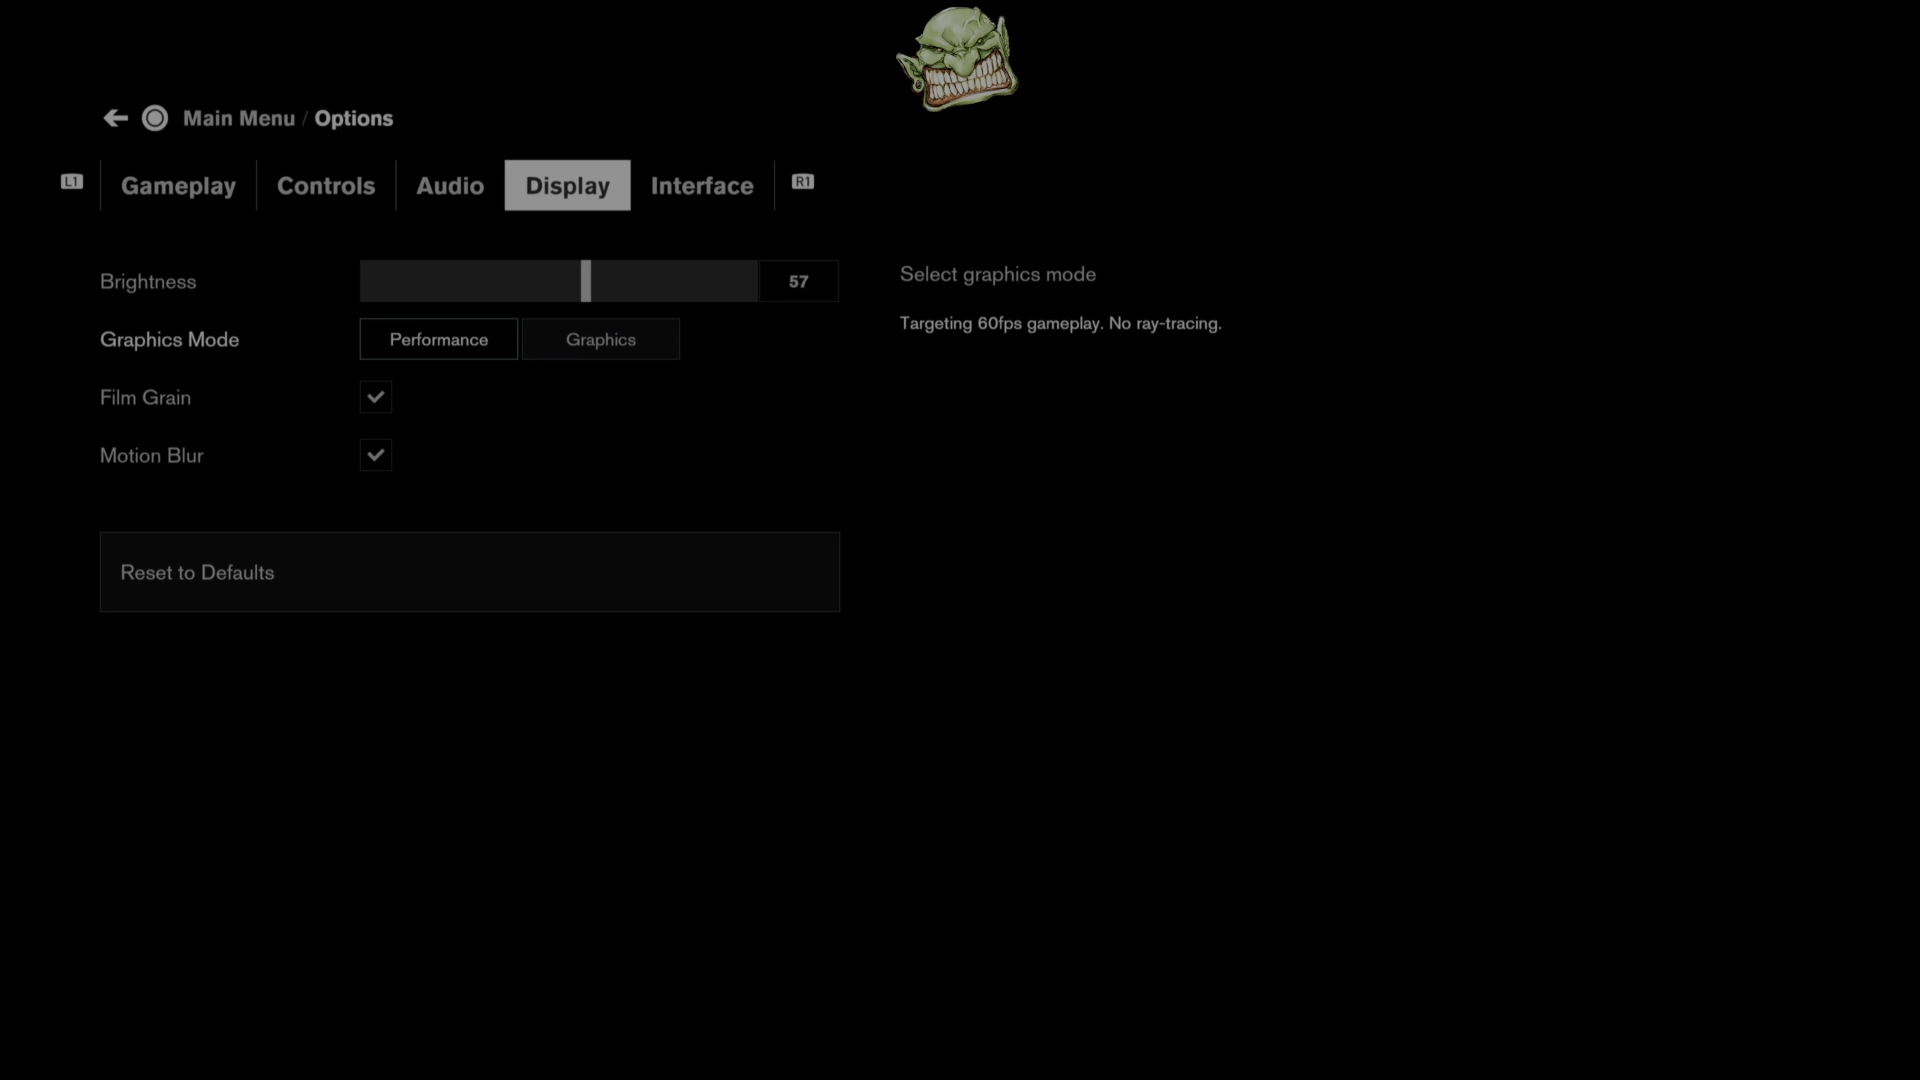 Main Menu / Options
L1 Gameplay Controls Audio Display Interface R1
Brightness 57
Graphics Mode Performance Graphics
Film Grain
Motion Blur
Reset to Defaults
Select graphics mode
Targeting 60fps gameplay. No ray-tracing.